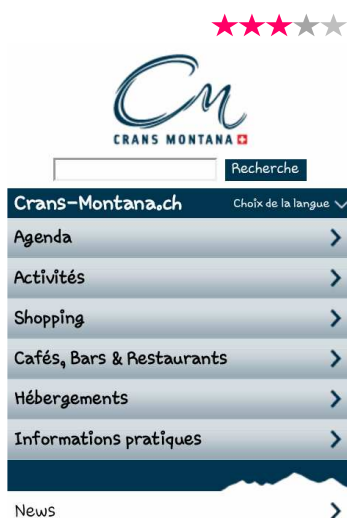 Cm
CRANS MONTANA
Recherche
Crans-Montana.ch
Choix de la langue
Agenda
Activités
Shopping
Cafés, Bars & Restaurants
Hébergements
Informations pratiques
News